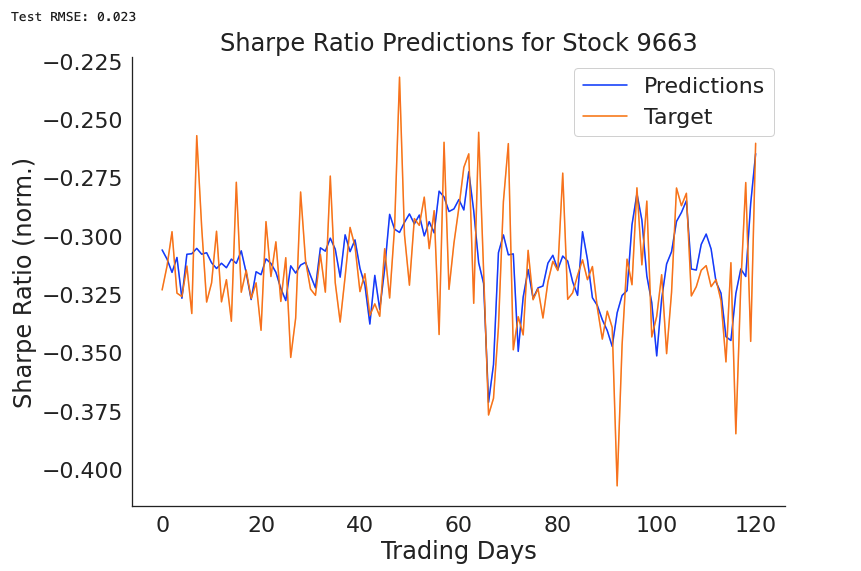 Test RMSE: 0.023
Sharpe Ratio Predictions for Stock 9663
Predictions
Target
Sharpe Ratio (norm.)
−0.225
−0.250
−0.275
−0.300
−0.325
−0.350
−0.375
−0.400
0 20 40 60 80 100 120
Trading Days